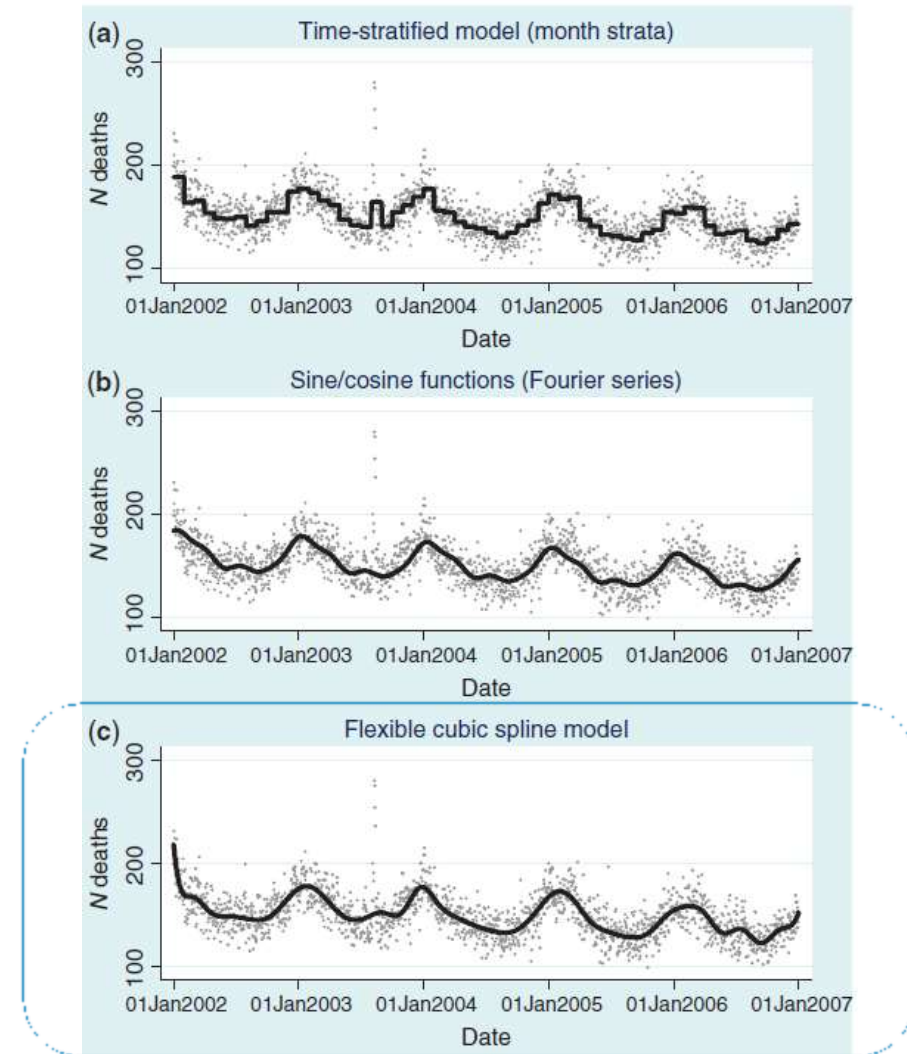 (a) Time-stratified model (month strata)
300
200
100
N deaths
01Jan2002 01Jan2003 01Jan2004 01Jan2005 01Jan2006 01Jan2007
Date
(b) Sine/cosine functions (Fourier series)
300
200
100
N deaths
01Jan2002 01Jan2003 01Jan2004 01Jan2005 01Jan2006 01Jan2007
Date
(c) Flexible cubic spline model
300
200
100
N deaths
01Jan2002 01Jan2003 01Jan2004 01Jan2005 01Jan2006 01Jan2007
Date